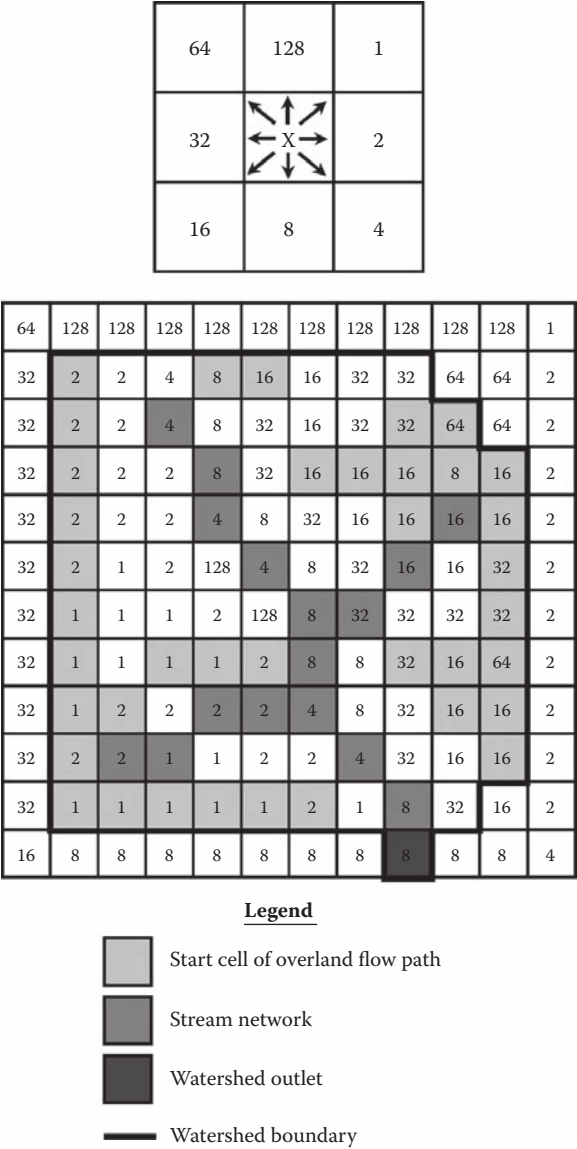 64 128 1
32 X 2
16 8 4
64 128 128 128 128 128 128 128 128 128 128 1
32 2 2 4 8 16 16 32 32 64 64 2
32 2 2 4 8 32 16 32 32 64 64 2
32 2 2 2 8 32 16 16 16 8 16 2
32 2 2 2 4 8 32 16 16 16 16 2
32 2 1 2 128 4 8 32 16 16 32 2
32 1 1 1 2 128 8 32 32 32 32 2
32 1 1 1 1 2 8 8 32 16 64 2
32 1 2 2 2 2 4 8 32 16 16 2
32 2 2 1 1 2 2 4 32 16 16 2
32 1 1 1 1 1 2 1 8 32 16 2
16 8 8 8 8 8 8 8 8 8 8 4
Legend
Start cell of overland flow path
Stream network
Watershed outlet
Watershed boundary